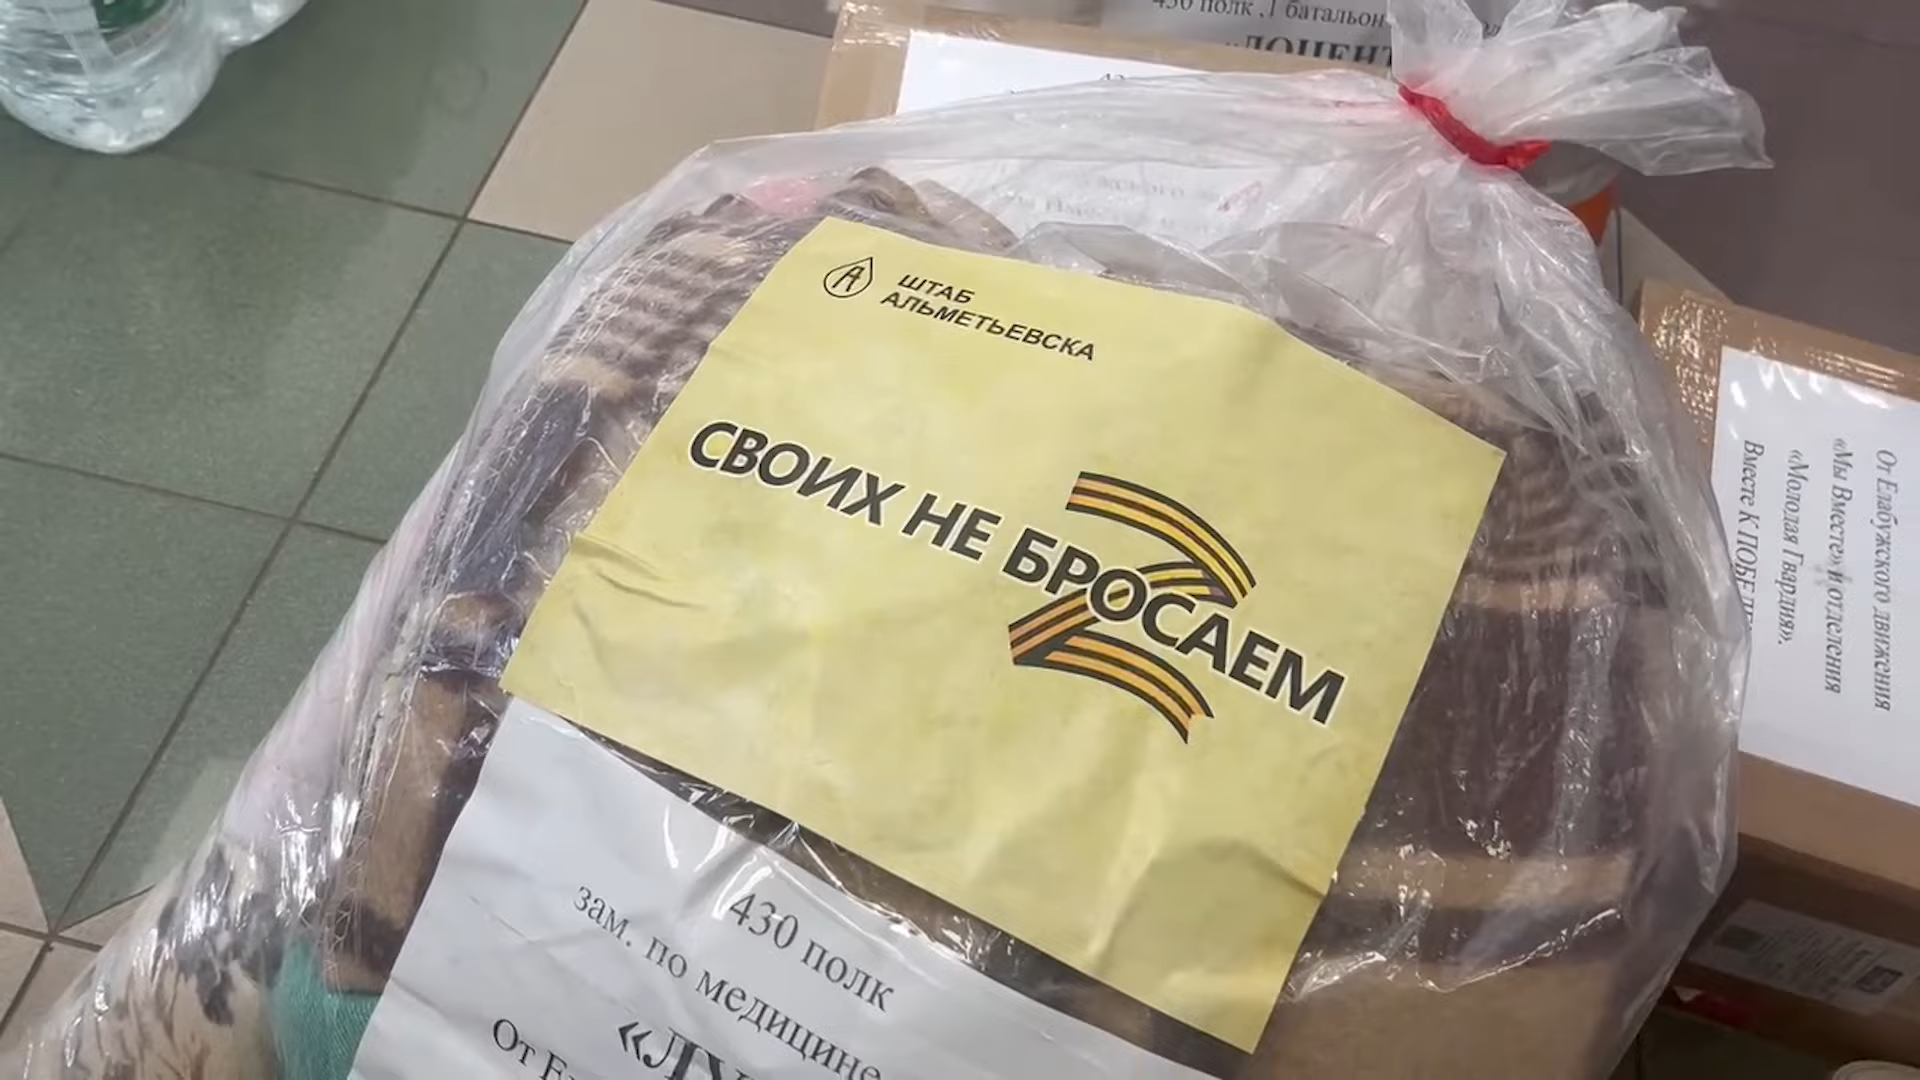 430 полк ,1 батальон
ШТАБ
АЛЬМЕТЬЕВСКА
СВОИХ НЕ БРОСАЕМ
430 полк
зам. по медицине
От Елабужского движения
«Мы Вместе» и отделения
«Молодая Гвардия».
Вместе К